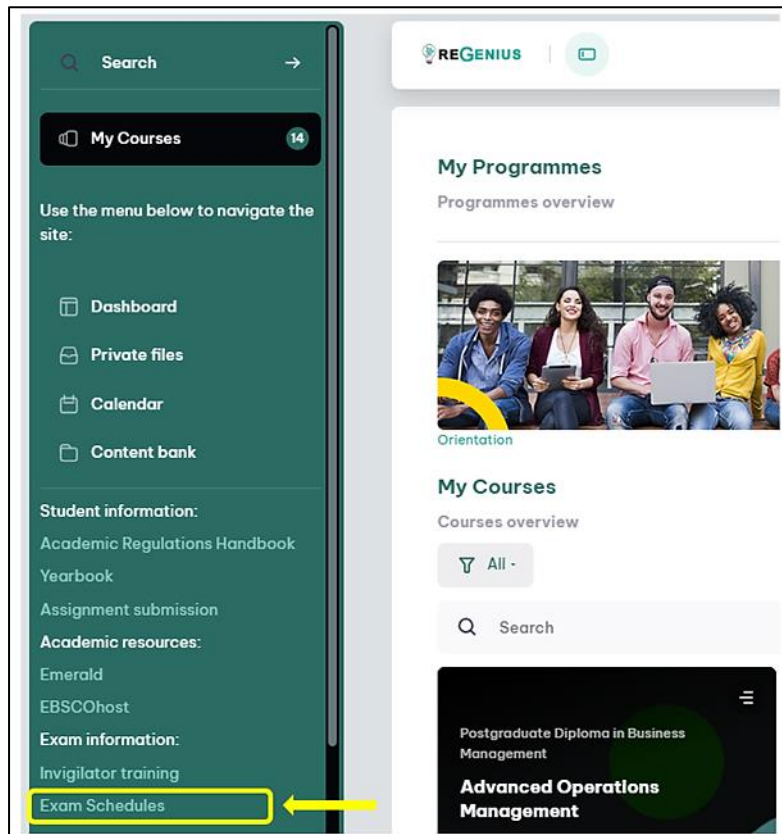 Search
My Courses
14
Use the menu below to navigate the
site:
Dashboard
Private files
Calendar
Content bank
Student information:
Academic Regulations Handbook
Yearbook
Assignment submission
Academic resources:
Emerald
EBSCOhost
Exam information:
Invigilator training
Exam Schedules
REGENIUS
My Programmes
Programmes overview
Orientation
My Courses
Courses overview
All -
Search
Postgraduate Diploma in Business
Management
Advanced Operations
Management